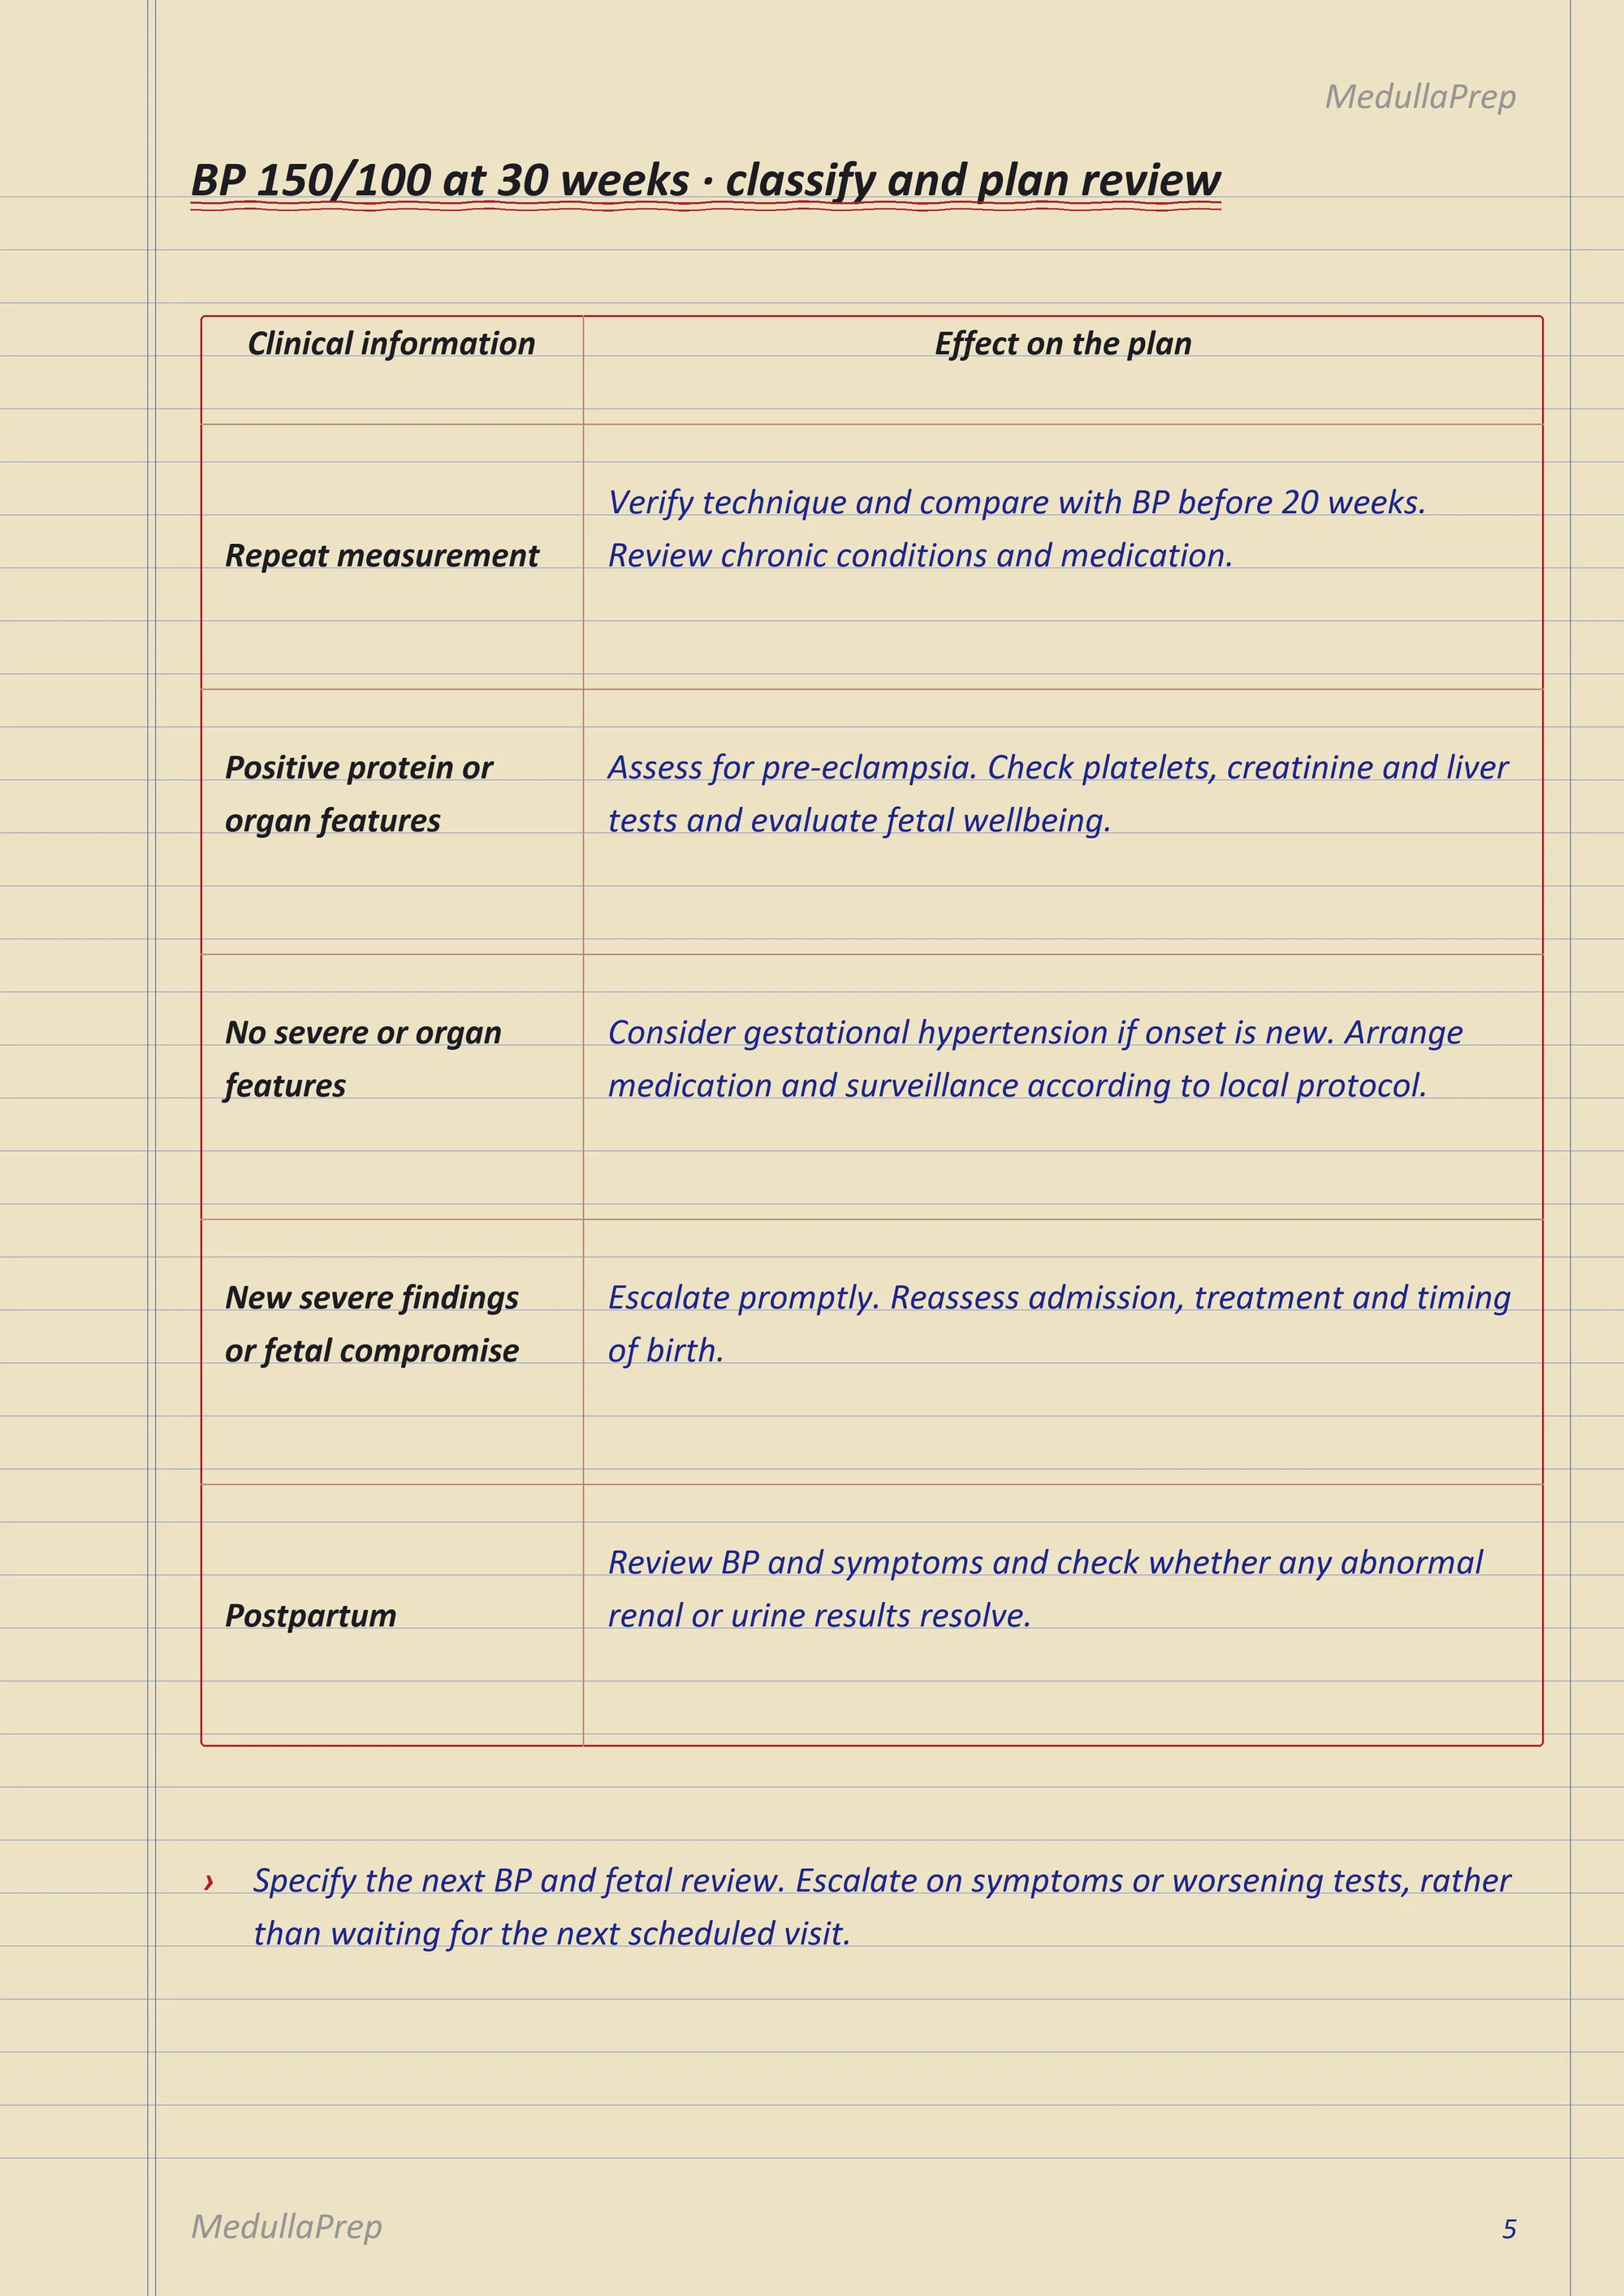 MedullaPrep
BP 150/100 at 30 weeks · classify and plan review
Clinical information
Effect on the plan
Repeat measurement
Verify technique and compare with BP before 20 weeks.
Review chronic conditions and medication.
Positive protein or
organ features
Assess for pre-eclampsia. Check platelets, creatinine and liver
tests and evaluate fetal wellbeing.
No severe or organ
features
Consider gestational hypertension if onset is new. Arrange
medication and surveillance according to local protocol.
New severe findings
or fetal compromise
Escalate promptly. Reassess admission, treatment and timing
of birth.
Postpartum
Review BP and symptoms and check whether any abnormal
renal or urine results resolve.
› Specify the next BP and fetal review. Escalate on symptoms or worsening tests, rather
than waiting for the next scheduled visit.
MedullaPrep
5